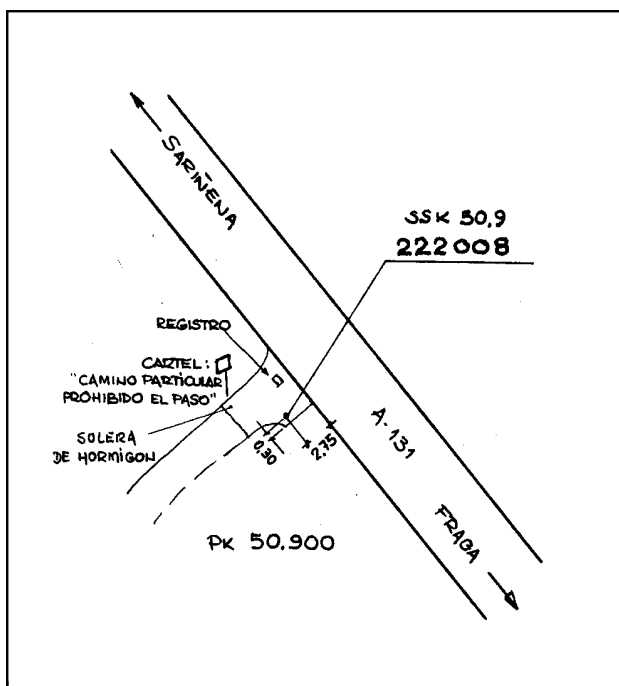 SARIÑENA
SSK 50,9
222008
REGISTRO
CARTEL:
"CAMINO PARTICULAR
PROHIBIDO EL PASO"
SOLERA
DE HORMIGON
0,30
2,75
A-131
FRAGA
PK 50.900